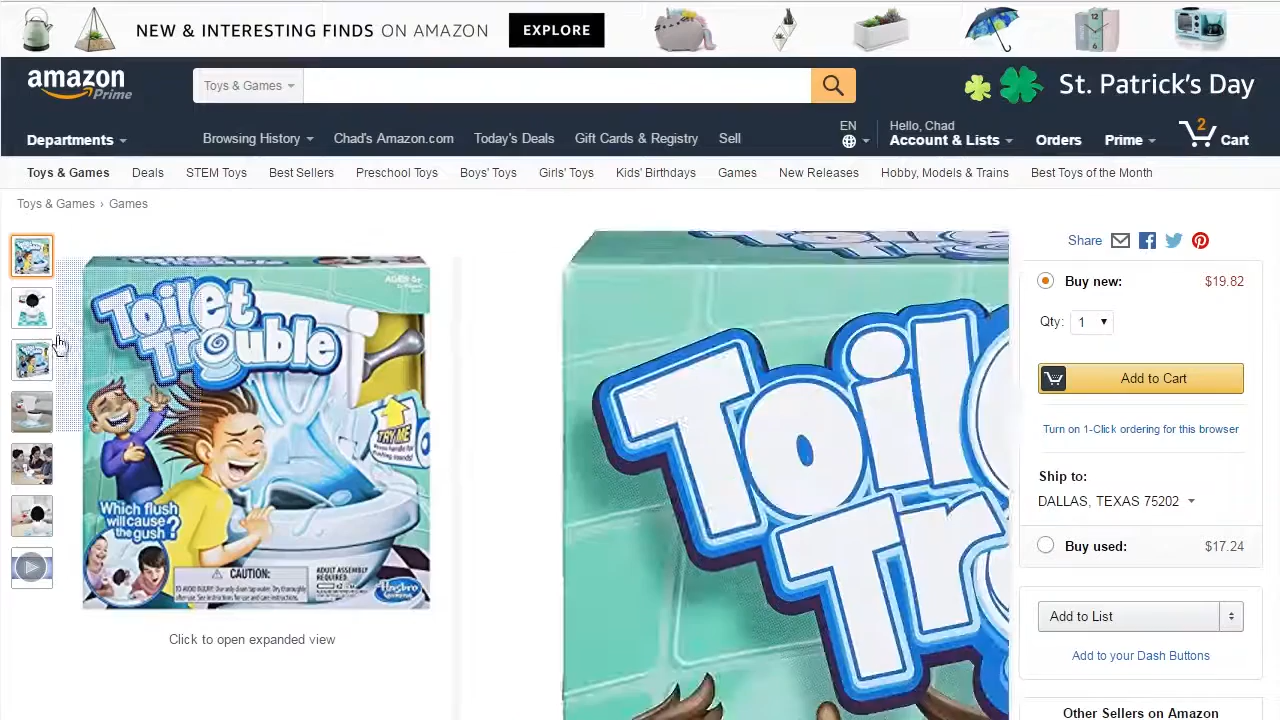 NEW & INTERESTING FINDS ON AMAZON
EXPLORE
amazon
Prime
Toys & Games
St. Patrick's Day
Departments
Browsing History
Chad's Amazon.com
Today's Deals
Gift Cards & Registry
Sell
EN
Hello, Chad
Account & Lists
Orders
Prime
2
Cart
Toys & Games
Deals
STEM Toys
Best Sellers
Preschool Toys
Boys' Toys
Girls' Toys
Kids' Birthdays
Games
New Releases
Hobby, Models & Trains
Best Toys of the Month
Toys & Games › Games
Toilet
Trouble
TRY ME
Which flush
will cause
the gush?
CAUTION:
ADULT ASSEMBLY
REQUIRED
Hasbro
Click to open expanded view
Share
Buy new:
$19.82
Qty: 1
Add to Cart
Turn on 1-Click ordering for this browser
Ship to:
DALLAS, TEXAS 75202
Buy used:
$17.24
Add to List
Add to your Dash Buttons
Other Sellers on Amazon